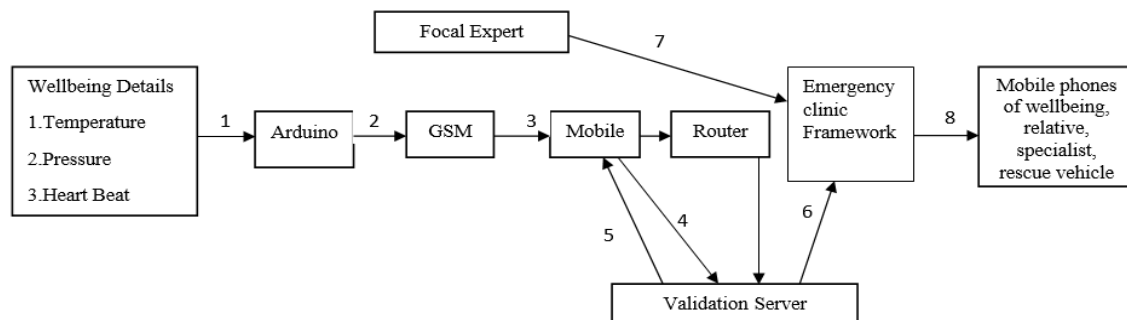 Focal Expert
7
Wellbeing Details
1.Temperature
2.Pressure
3.Heart Beat
1
Arduino
2
GSM
3
Mobile
Router
Emergency
clinic
Framework
8
Mobile phones
of wellbeing,
relative,
specialist,
rescue vehicle
5
4
6
Validation Server